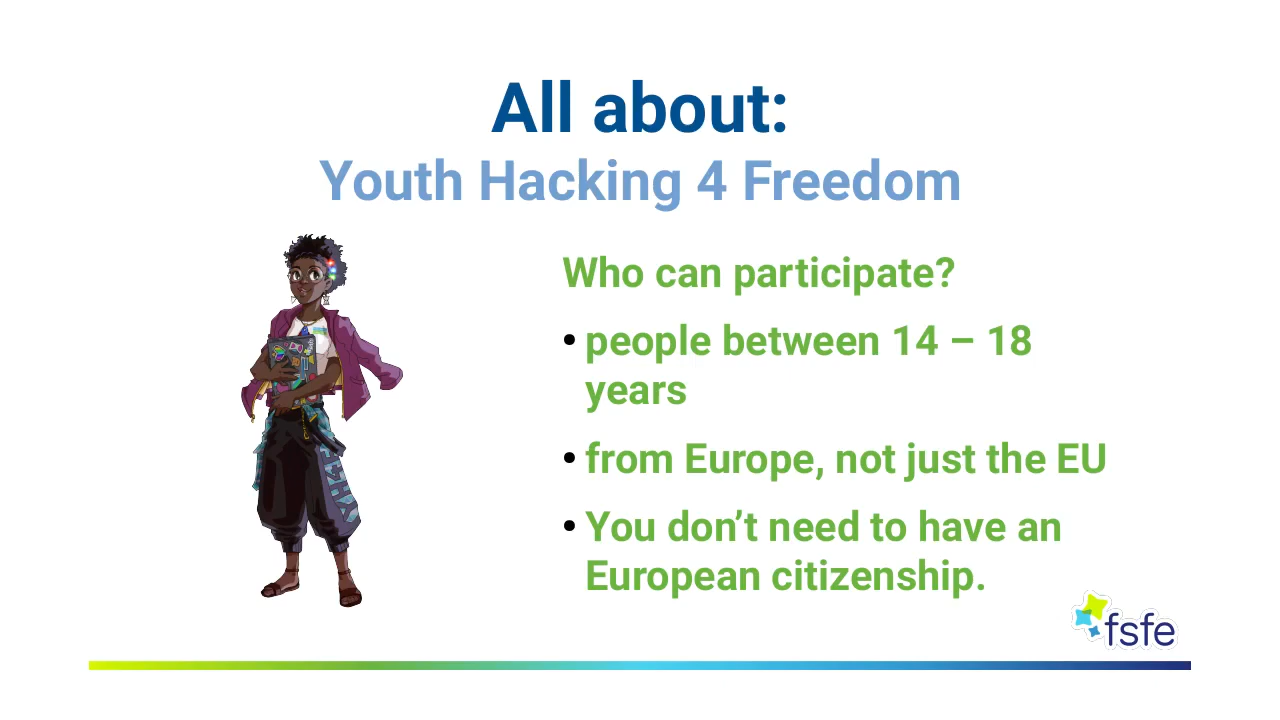 All about:
Youth Hacking 4 Freedom
Who can participate?
• people between 14 – 18
years
• from Europe, not just the EU
• You don’t need to have an
European citizenship.
fsfe